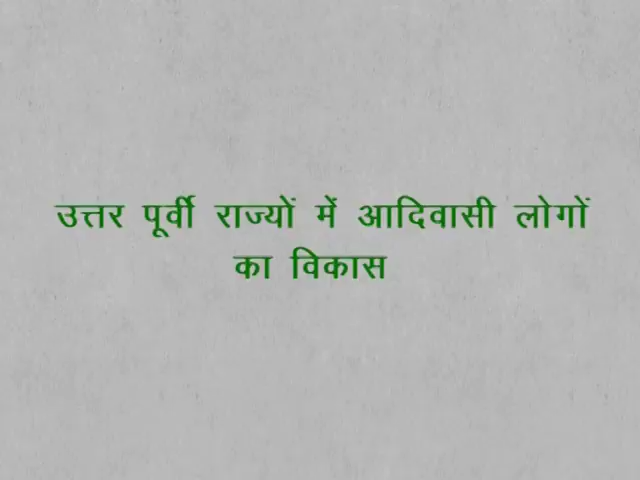 उत्तर पूर्वी राज्यों में आदिवासी लोगों
का विकास